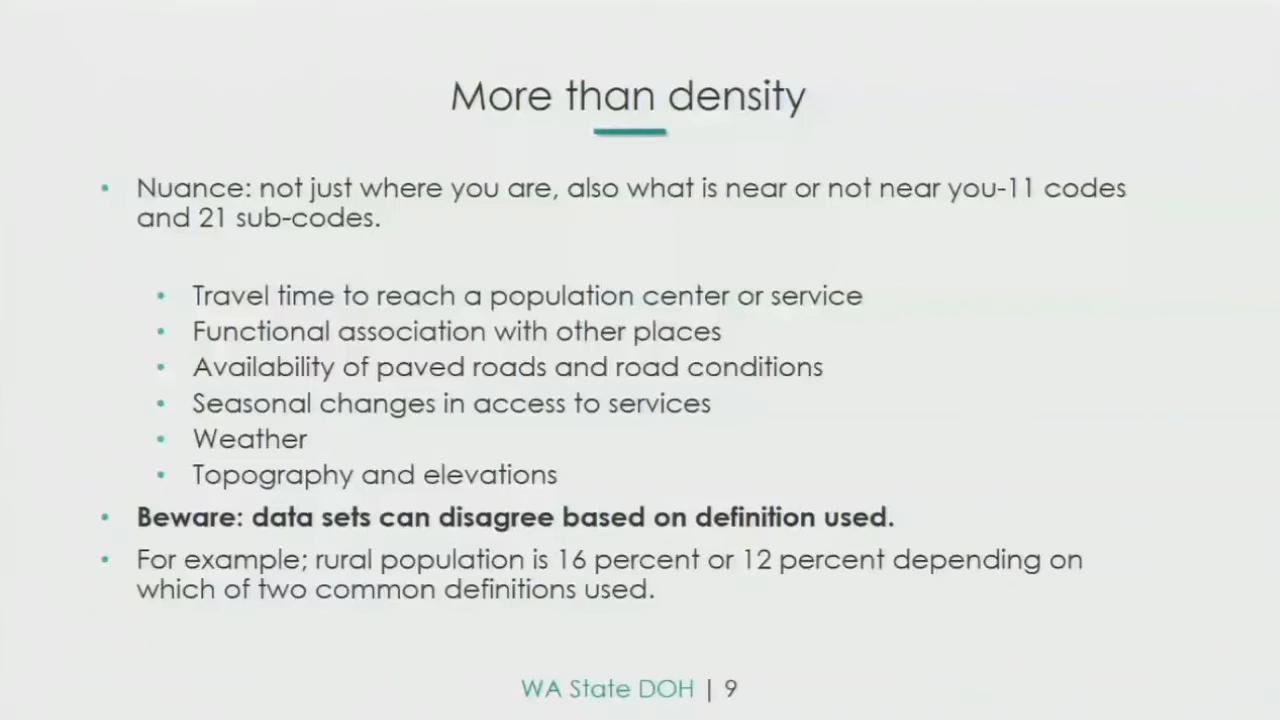 More than density
• Nuance: not just where you are, also what is near or not near you-11 codes
and 21 sub-codes.
• Travel time to reach a population center or service
• Functional association with other places
• Availability of paved roads and road conditions
• Seasonal changes in access to services
• Weather
• Topography and elevations
• Beware: data sets can disagree based on definition used.
• For example; rural population is 16 percent or 12 percent depending on
which of two common definitions used.
WA State DOH | 9